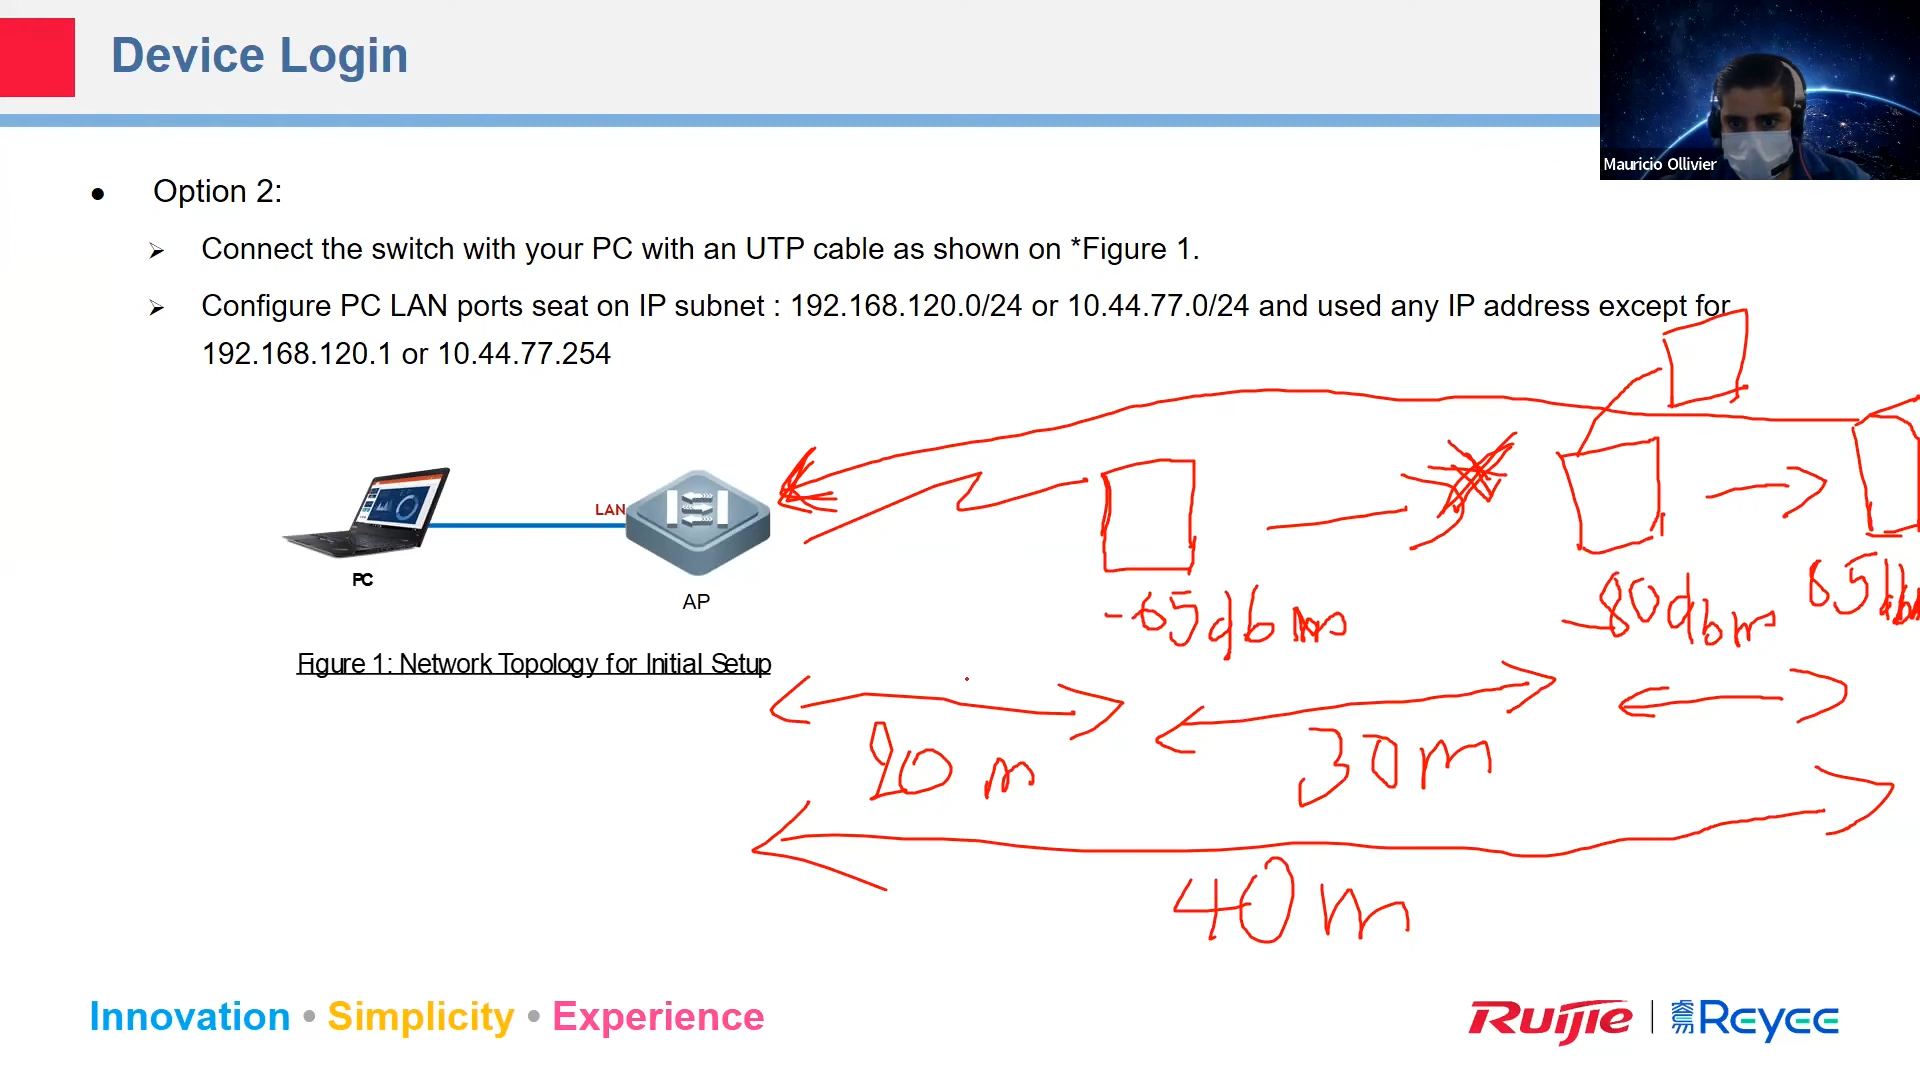 Device Login
Mauricio Ollivier
Option 2:
Connect the switch with your PC with an UTP cable as shown on *Figure 1.
Configure PC LAN ports seat on IP subnet : 192.168.120.0/24 or 10.44.77.0/24 and used any IP address except for
192.168.120.1 or 10.44.77.254
LAN
PC
AP
-65dbm
-80dbm
Figure 1: Network Topology for Initial Setup
30m
40m
Innovation • Simplicity • Experience
Ruijie | 睿易 Reyee